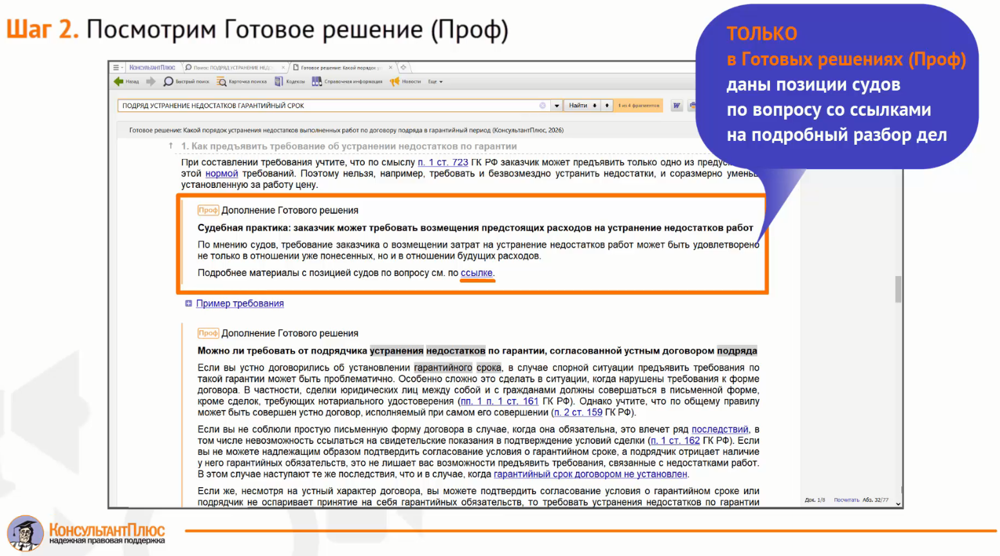 Шаг 2. Посмотрим Готовое решение (Проф)
ТОЛЬКО
в Готовых решениях (Проф)
даны позиции судов
по вопросу со ссылками
на подробный разбор дел
КонсультантПлюс
Поиск: ПОДРЯД УСТРАНЕНИЕ НЕДО
Готовое решение: Какой порядок у
Назад
Быстрый поиск
Карточка поиска
Кодексы
Справочная информация
Новости
Еще
ПОДРЯД УСТРАНЕНИЕ НЕДОСТАТКОВ ГАРАНТИЙНЫЙ СРОК
Найти
1 из 4 фрагментов
Готовое решение: Какой порядок устранения недостатков выполненных работ по договору подряда в гарантийный период (КонсультантПлюс, 2026)
↑ 1. Как предъявить требование об устранении недостатков по гарантии
При составлении требования учтите, что по смыслу п. 1 ст. 723 ГК РФ заказчик может предъявить только одно из предус
этой нормой требований. Поэтому нельзя, например, требовать и безвозмездно устранить недостатки, и соразмерно умень
установленную за работу цену.
Проф Дополнение Готового решения
Судебная практика: заказчик может требовать возмещения предстоящих расходов на устранение недостатков работ
По мнению судов, требование заказчика о возмещении затрат на устранение недостатков работ может быть удовлетворено
не только в отношении уже понесенных, но и в отношении будущих расходов.
Подробнее материалы с позицией судов по вопросу см. по ссылке.
Пример требования
Проф Дополнение Готового решения
Можно ли требовать от подрядчика устранения недостатков по гарантии, согласованной устным договором подряда
Если вы устно договорились об установлении гарантийного срока, в случае спорной ситуации предъявить требования по
такой гарантии может быть проблематично. Особенно сложно это сделать в ситуации, когда нарушены требования к форме
договора. В частности, сделки юридических лиц между собой и с гражданами должны совершаться в письменной форме,
кроме сделок, требующих нотариального удостоверения (пп. 1 п. 1 ст. 161 ГК РФ). Однако учтите, что по общему правилу
может быть совершен устно договор, исполняемый при самом его совершении (п. 2 ст. 159 ГК РФ).
Если вы не соблюли простую письменную форму договора в случае, когда она обязательна, это влечет ряд последствий, в
том числе невозможность ссылаться на свидетельские показания в подтверждение условий сделки (п. 1 ст. 162 ГК РФ). Если
вы не можете надлежащим образом подтвердить согласование условия о гарантийном сроке, а подрядчик отрицает наличие
у него гарантийных обязательств, это не лишает вас возможности предъявить требования, связанные с недостатками работ.
В этом случае наступают те же последствия, что и в случае, когда гарантийный срок договором не установлен.
Если же, несмотря на устный характер договора, вы можете подтвердить согласование условия о гарантийном сроке или
подрядчик не оспаривает принятие на себя гарантийных обязательств, то требовать устранения недостатков по гарантии
Док. 1/8 Посчитать Абз. 32/77
КонсультантПлюс
надежная правовая поддержка